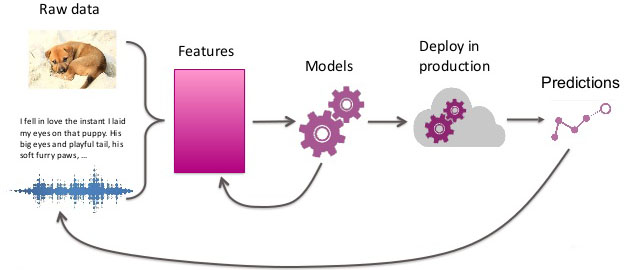 Raw data
Features
Models
Deploy in
production
Predictions
I fell in love the instant I laid
my eyes on that puppy. His
big eyes and playful tail, his
soft furry paws, ...